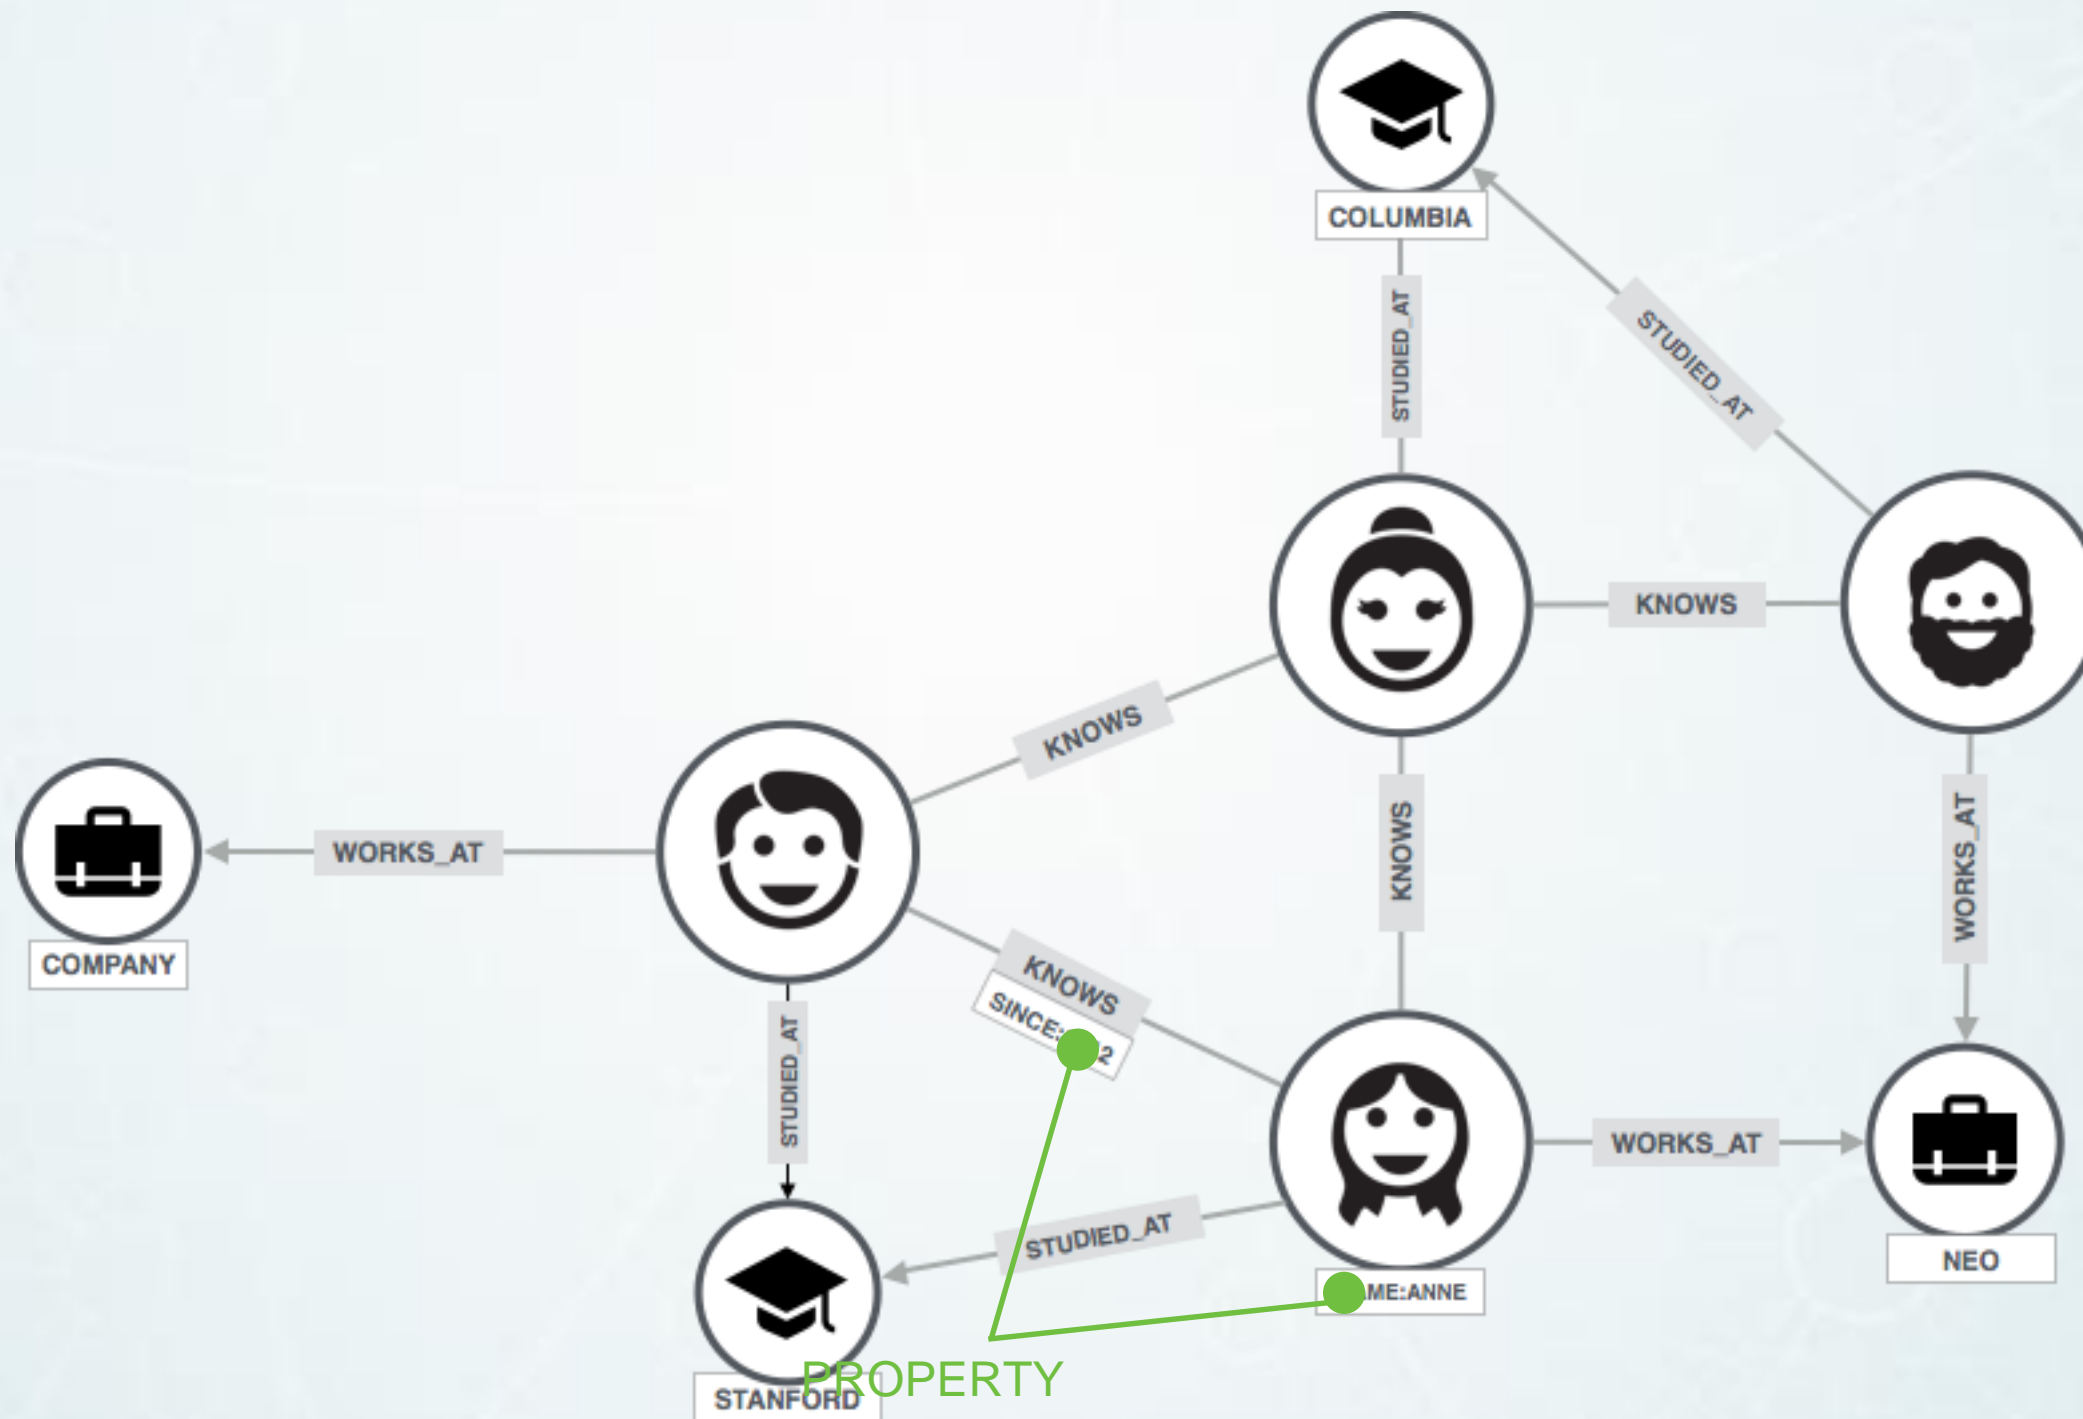 COLUMBIA
STUDIED_AT
STUDIED_AT
KNOWS
KNOWS
WORKS_AT
COMPANY
KNOWS
WORKS_AT
KNOWS
SINCE:
STUDIED_AT
WORKS_AT
STUDIED_AT
NEO
ME:ANNE
PROPERTY
STANFORD